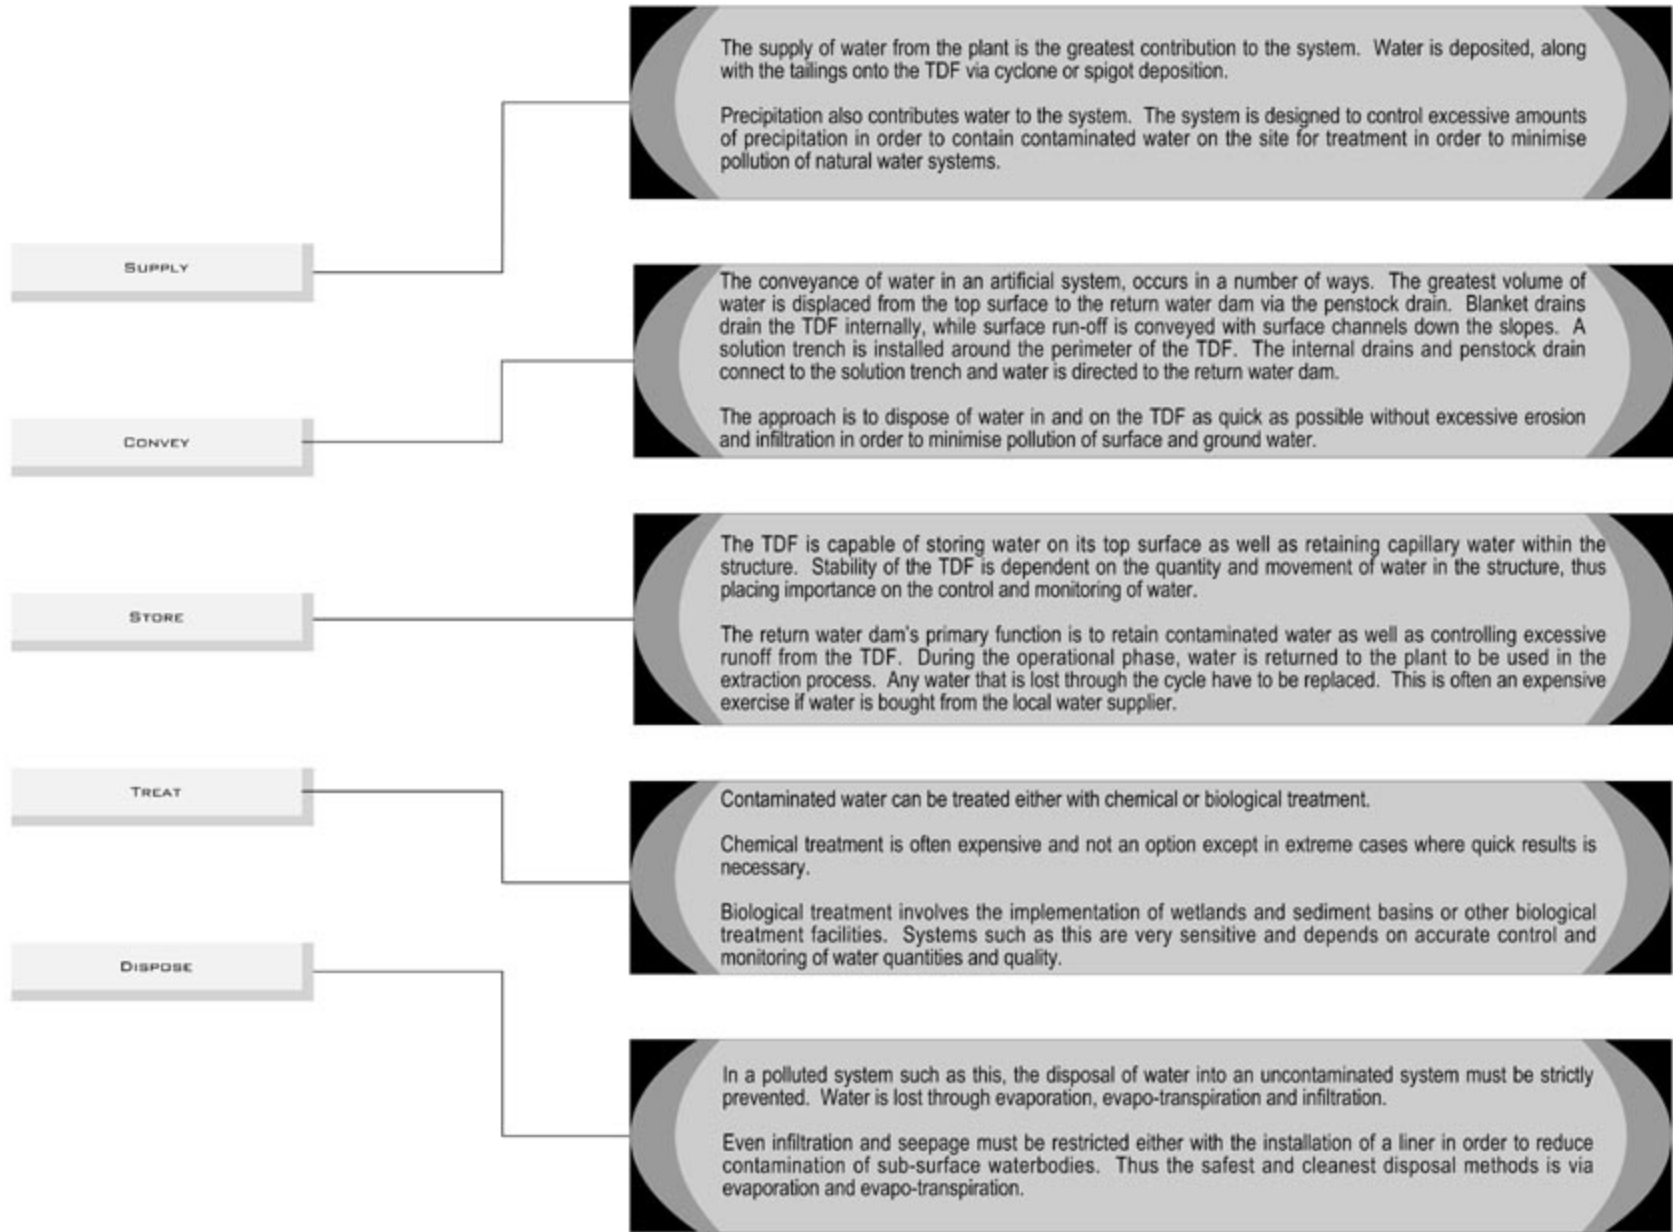 SUPPLY
The supply of water from the plant is the greatest contribution to the system. Water is deposited, along
with the tailings onto the TDF via cyclone or spigot deposition.
Precipitation also contributes water to the system. The system is designed to control excessive amounts
of precipitation in order to contain contaminated water on the site for treatment in order to minimise
pollution of natural water systems.
CONVEY
The conveyance of water in an artificial system, occurs in a number of ways. The greatest volume of
water is displaced from the top surface to the return water dam via the penstock drain. Blanket drains
drain the TDF internally, while surface run-off is conveyed with surface channels down the slopes. A
solution trench is installed around the perimeter of the TDF. The internal drains and penstock drain
connect to the solution trench and water is directed to the return water dam.
The approach is to dispose of water in and on the TDF as quick as possible without excessive erosion
and infiltration in order to minimise pollution of surface and ground water.
STORE
The TDF is capable of storing water on its top surface as well as retaining capillary water within the
structure. Stability of the TDF is dependent on the quantity and movement of water in the structure, thus
placing importance on the control and monitoring of water.
The return water dam's primary function is to retain contaminated water as well as controlling excessive
runoff from the TDF. During the operational phase, water is returned to the plant to be used in the
extraction process. Any water that is lost through the cycle have to be replaced. This is often an expensive
exercise if water is bought from the local water supplier.
TREAT
Contaminated water can be treated either with chemical or biological treatment.
Chemical treatment is often expensive and not an option except in extreme cases where quick results is
necessary.
Biological treatment involves the implementation of wetlands and sediment basins or other biological
treatment facilities. Systems such as this are very sensitive and depends on accurate control and
monitoring of water quantities and quality.
DISPOSE
In a polluted system such as this, the disposal of water into an uncontaminated system must be strictly
prevented. Water is lost through evaporation, evapo-transpiration and infiltration.
Even infiltration and seepage must be restricted either with the installation of a liner in order to reduce
contamination of sub-surface waterbodies. Thus the safest and cleanest disposal methods is via
evaporation and evapo-transpiration.